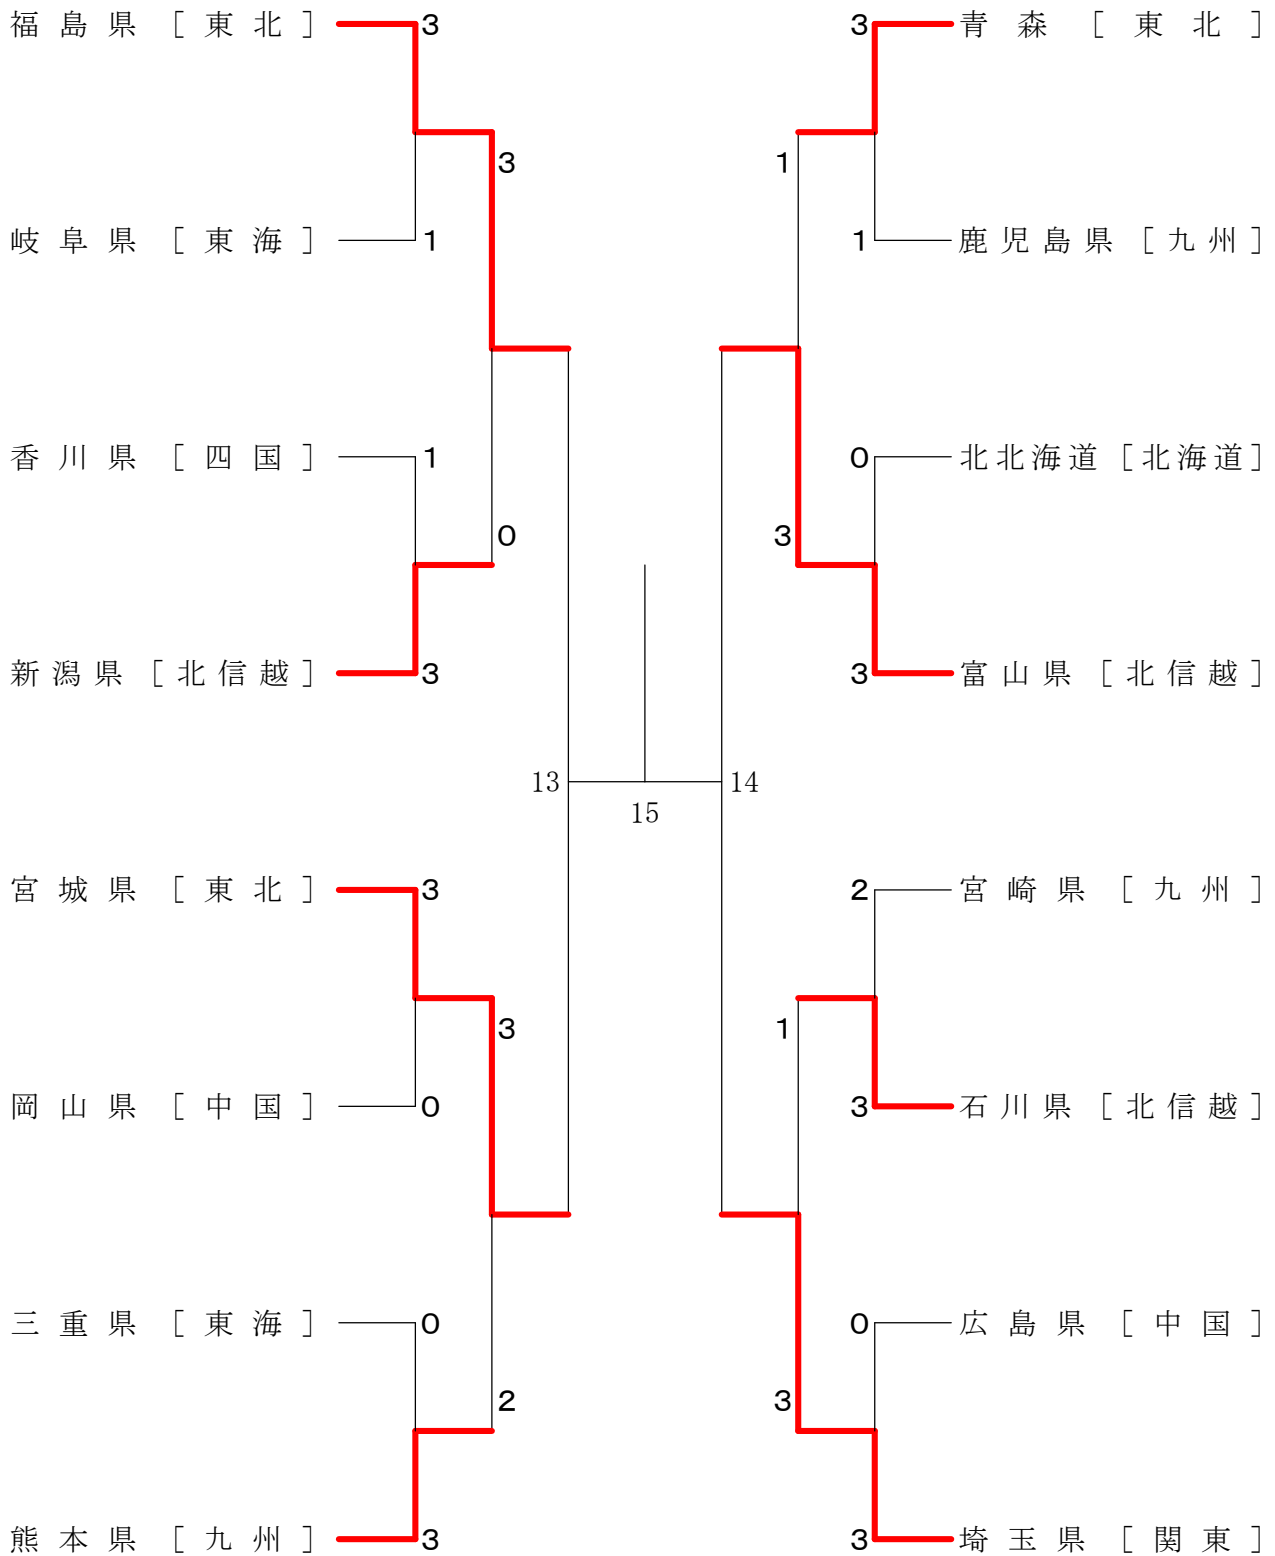 福島県 [東北] 3
3 青森 [東北]
3
1
岐阜県 [東海] 1
1 鹿児島県 [九州]
香川県 [四国] 1
0 北北海道 [北海道]
0
3
新潟県 [北信越] 3
3 富山県 [北信越]
13
14
15
宮城県 [東北] 3
2 宮崎県 [九州]
3
1
岡山県 [中国] 0
3 石川県 [北信越]
三重県 [東海] 0
0 広島県 [中国]
2
3
熊本県 [九州] 3
3 埼玉県 [関東]